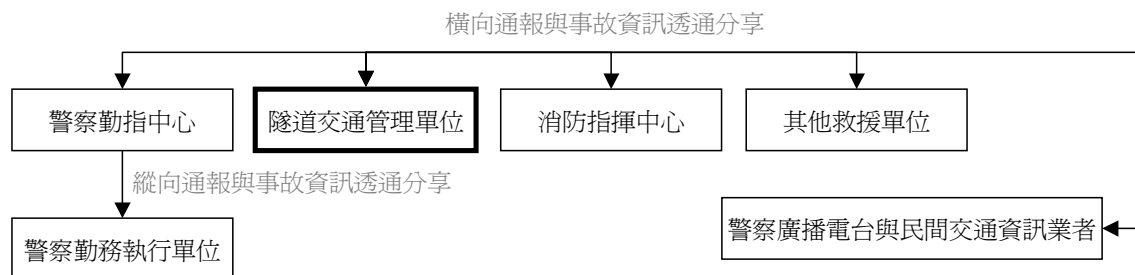 橫向通報與事故資訊透通分享
警察勤指中心
隧道交通管理單位
消防指揮中心
其他救援單位
縱向通報與事故資訊透通分享
警察勤務執行單位
警察廣播電台與民間交通資訊業者